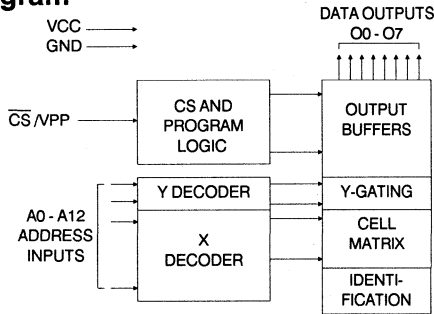 DATA OUTPUTS
O0 - O7
VCC
GND
CS/VPP
CS AND
PROGRAM
LOGIC
OUTPUT
BUFFERS
A0 - A12
ADDRESS
INPUTS
Y DECODER
X
DECODER
Y-GATING
CELL
MATRIX
IDENTI-
FICATION